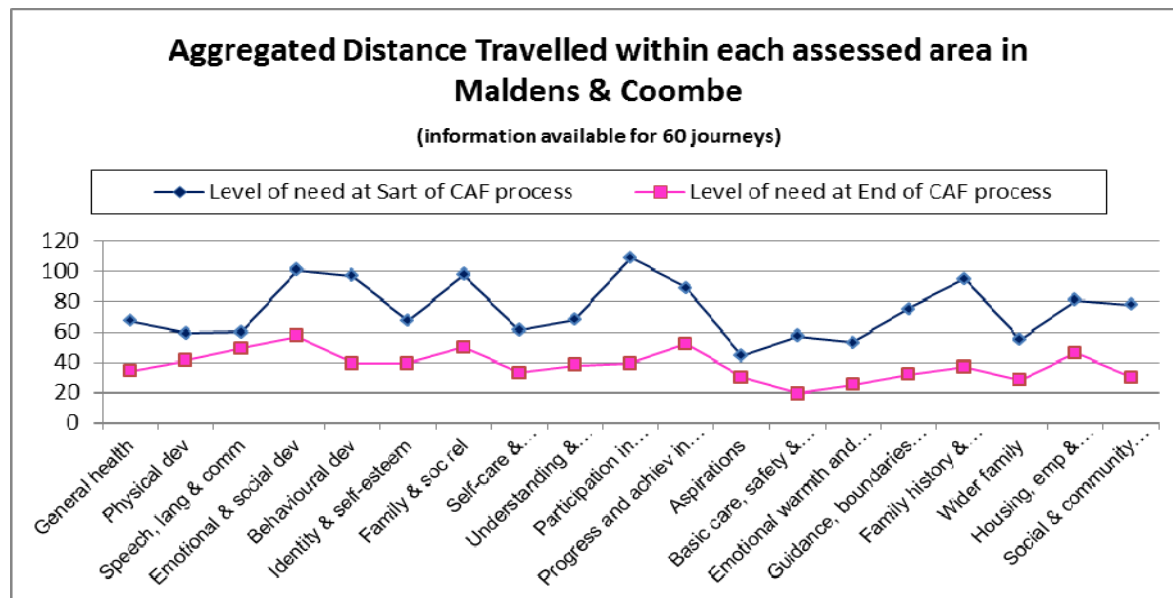 Aggregated Distance Travelled within each assessed area in
Maldens & Coombe
(information available for 60 journeys)
Level of need at Sart of CAF process
Level of need at End of CAF process
120
100
80
60
40
20
0
General health
Physical dev
Speech, lang & comm
Emotional & social dev
Behavioural dev
Identity & self-esteem
Family & soc rel
Self-care &...
Understanding &...
Participation in...
Progress and achiev in...
Aspirations
Basic care, safety &...
Emotional warmth and...
Guidance, boundaries...
Family history &...
Wider family
Housing, emp &...
Social & community...